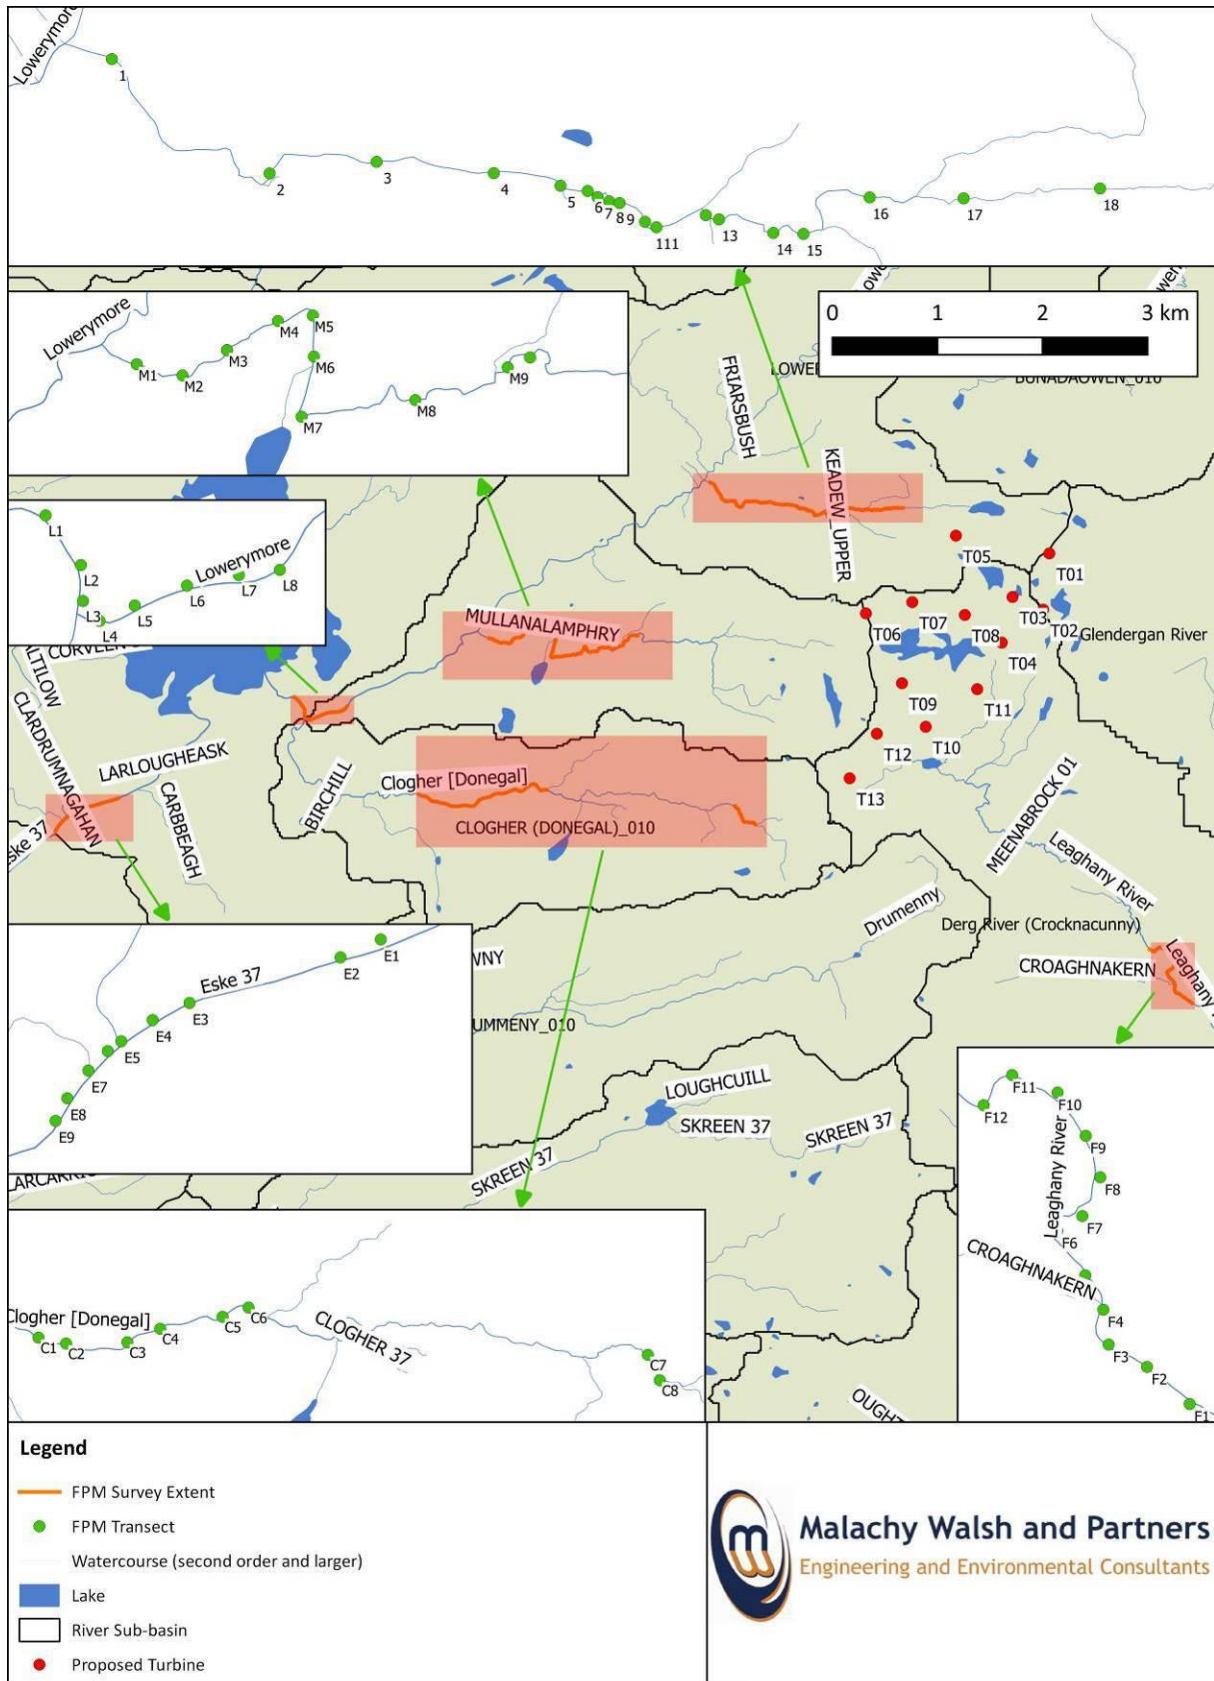 Lowerymore
1
2
3
4
5
6
7
8
9
111
13
14
15
16
17
18
Lowerymore
M1
M2
M3
M4
M5
M6
M7
M8
M9
0 1 2 3 km
BUNADAOWEN_010
FRIARSBUSH
KEADEW_UPPER
L1
L2
L3
L4
L5
L6
L7
L8
Lowerymore
MULLANALAMPHRY
T05
T01
T03
T02
T06
T07
T08
T04
T09
T11
T12
T10
T13
Glendergan River
CLARDRUMNAGAHAN
LARLOUGHEASK
CARBBEAGH
BIRCHILL
Clogher [Donegal]
CLOGHER (DONEGAL)_010
MEENABROCK 01
Leaghany River
Drumenny
Derg River (Crocknacunny)
CROAGHNAKERN
Leaghany
Eske 37
E1
E2
E3
E4
E5
E7
E8
E9
UMMENY_010
LOUGHCUILL
SKREEN 37
SKREEN 37
SKREEN 37
F12
F11
F10
F9
F8
F7
F6
F4
F3
F2
F1
Leaghany River
CROAGHNAKERN
Clogher [Donegal]
C1
C2
C3
C4
C5
C6
CLOGHER 37
C7
C8
Legend
FPM Survey Extent
FPM Transect
Watercourse (second order and larger)
Lake
River Sub-basin
Proposed Turbine
Malachy Walsh and Partners
Engineering and Environmental Consultants